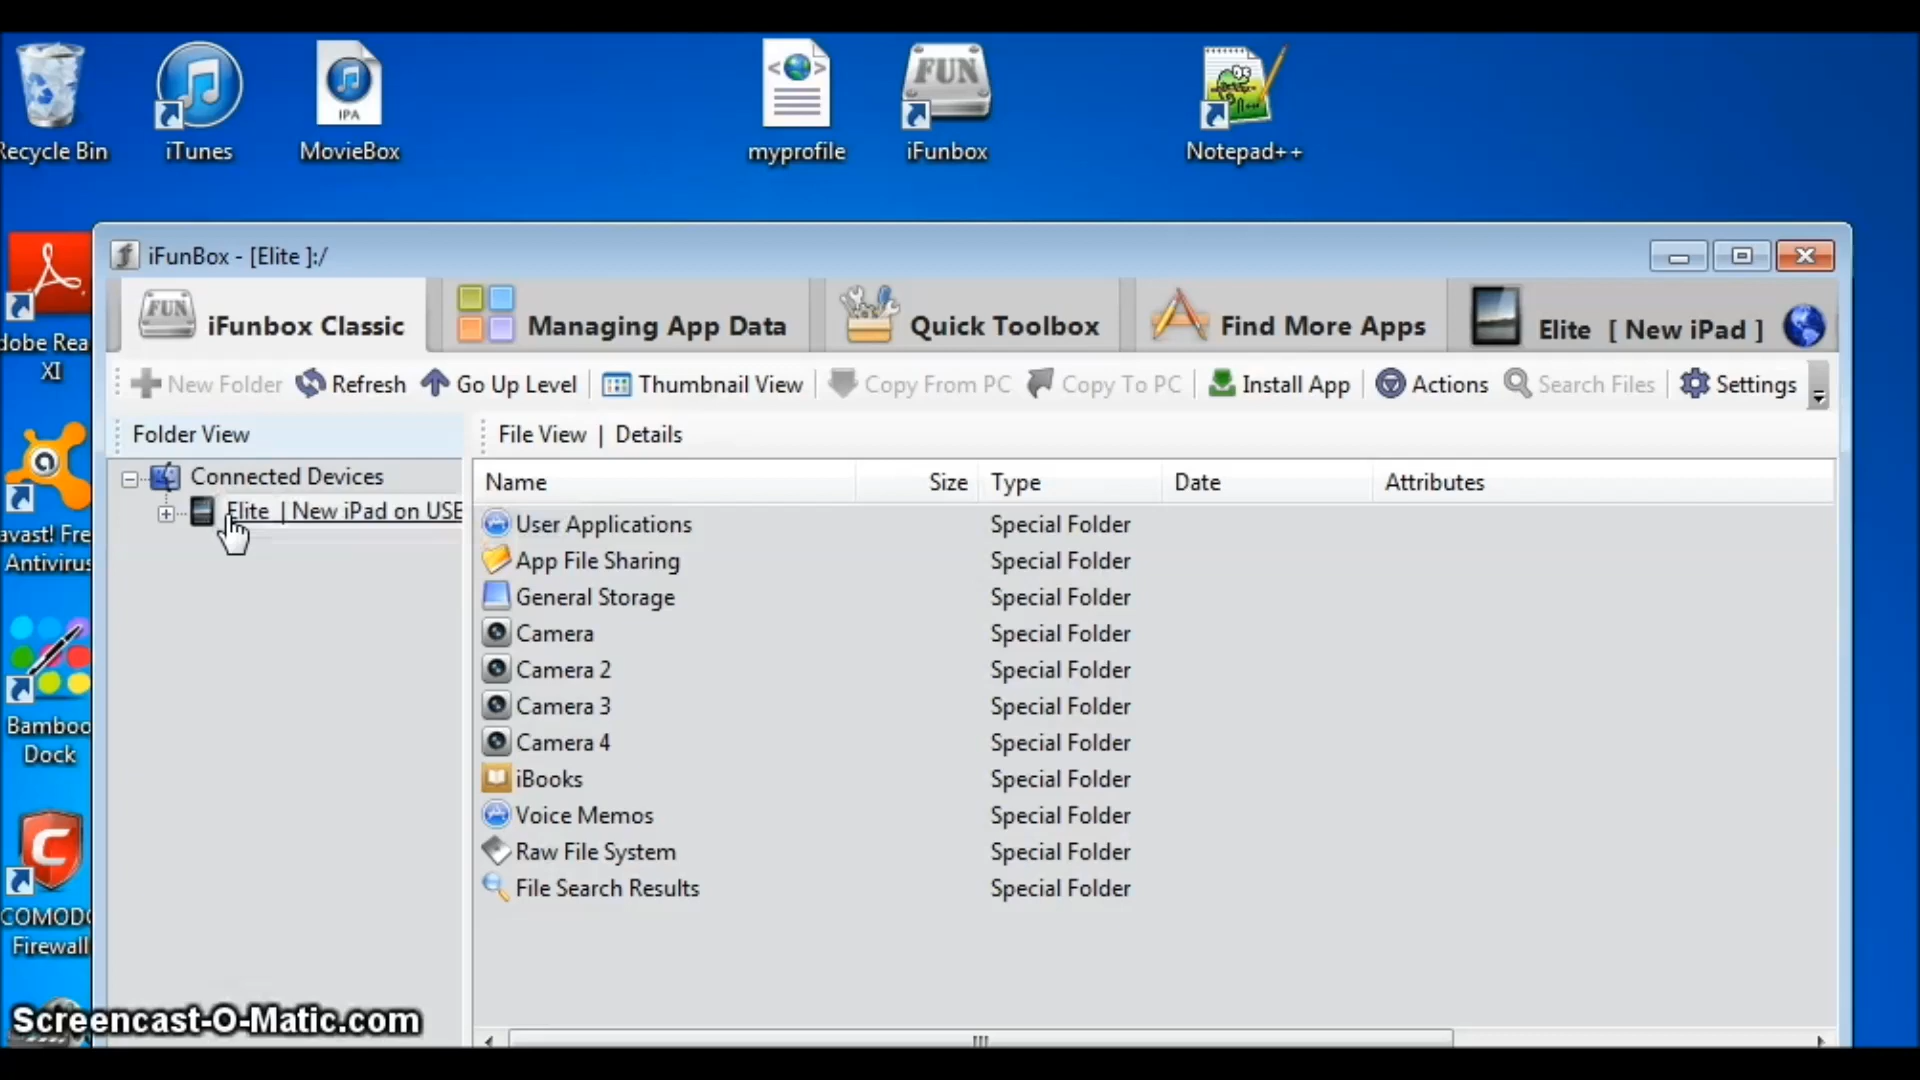 Recycle Bin
iTunes
IPA
MovieBox
myprofile
FUN
iFunbox
Notepad++
iFunBox - [Elite ]:/
FUN
iFunbox Classic
Managing App Data
Quick Toolbox
Find More Apps
Elite [ New iPad ]
New Folder
Refresh
Go Up Level
Thumbnail View
Copy From PC
Copy To PC
Install App
Actions
Search Files
Settings
Folder View
File View | Details
Connected Devices
Elite | New iPad on USB
Name
Size
Type
Date
Attributes
User Applications Special Folder
App File Sharing Special Folder
General Storage Special Folder
Camera Special Folder
Camera 2 Special Folder
Camera 3 Special Folder
Camera 4 Special Folder
iBooks Special Folder
Voice Memos Special Folder
Raw File System Special Folder
File Search Results Special Folder
dobe Rea
XI
avast! Fre
Antivirus
Bamboo
Dock
COMODO
Firewall
Screencast-O-Matic.com